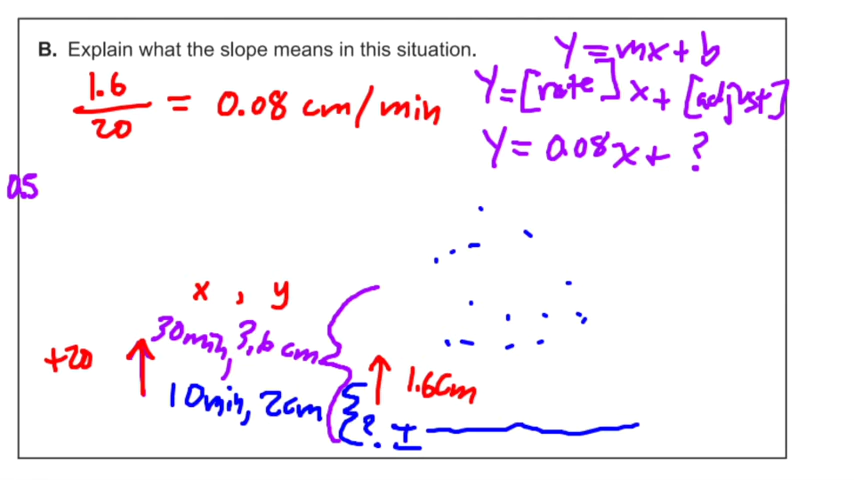 B. Explain what the slope means in this situation.
y = mx + b
y = [rate] x + [adjust]
1.6
20
= 0.08 cm/min
y = 0.08x + ?
0.5
x , y
30min, 3.6 cm
+20
1.6cm
10min, 2cm
?